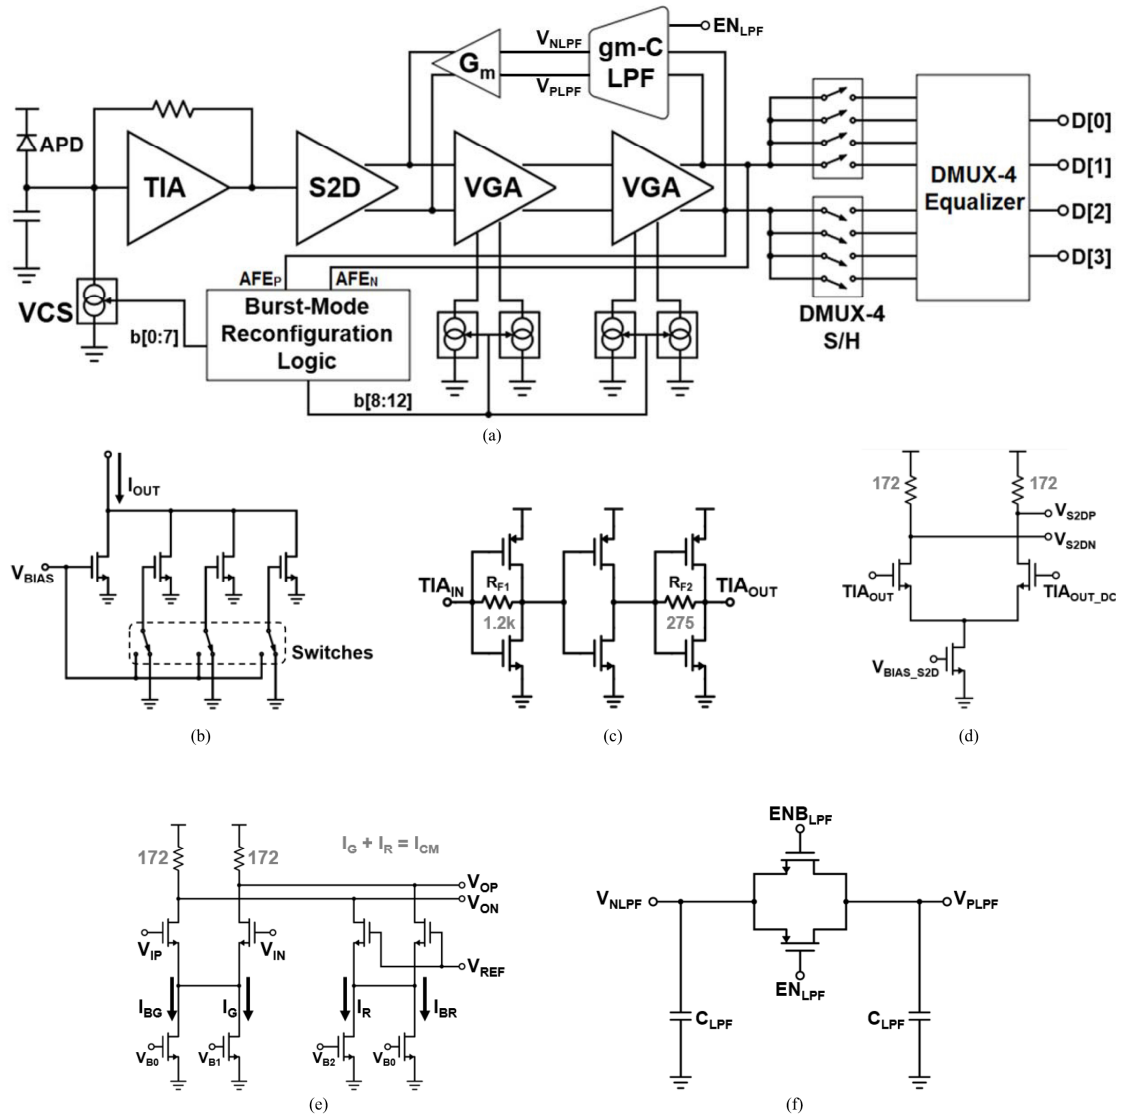 EN_LPF
V_NLPF
gm-C
LPF
G_m
V_PLPF
APD
TIA
S2D
VGA
VGA
DMUX-4
Equalizer
D[0]
D[1]
D[2]
D[3]
AFE_P
AFE_N
VCS
b[0:7]
Burst-Mode
Reconfiguration
Logic
b[8:12]
DMUX-4
S/H
(a)
I_OUT
V_BIAS
Switches
(b)
TIA_IN
R_F1
1.2k
R_F2
275
TIA_OUT
(c)
172
172
V_S2DP
V_S2DN
TIA_OUT
TIA_OUT_DC
V_BIAS_S2D
(d)
172
172
I_G + I_R = I_CM
V_OP
V_ON
V_IP
V_IN
V_REF
I_BG
I_G
I_R
I_BR
V_B0
V_B1
V_B2
V_B0
(e)
ENB_LPF
V_NLPF
V_PLPF
EN_LPF
C_LPF
C_LPF
(f)